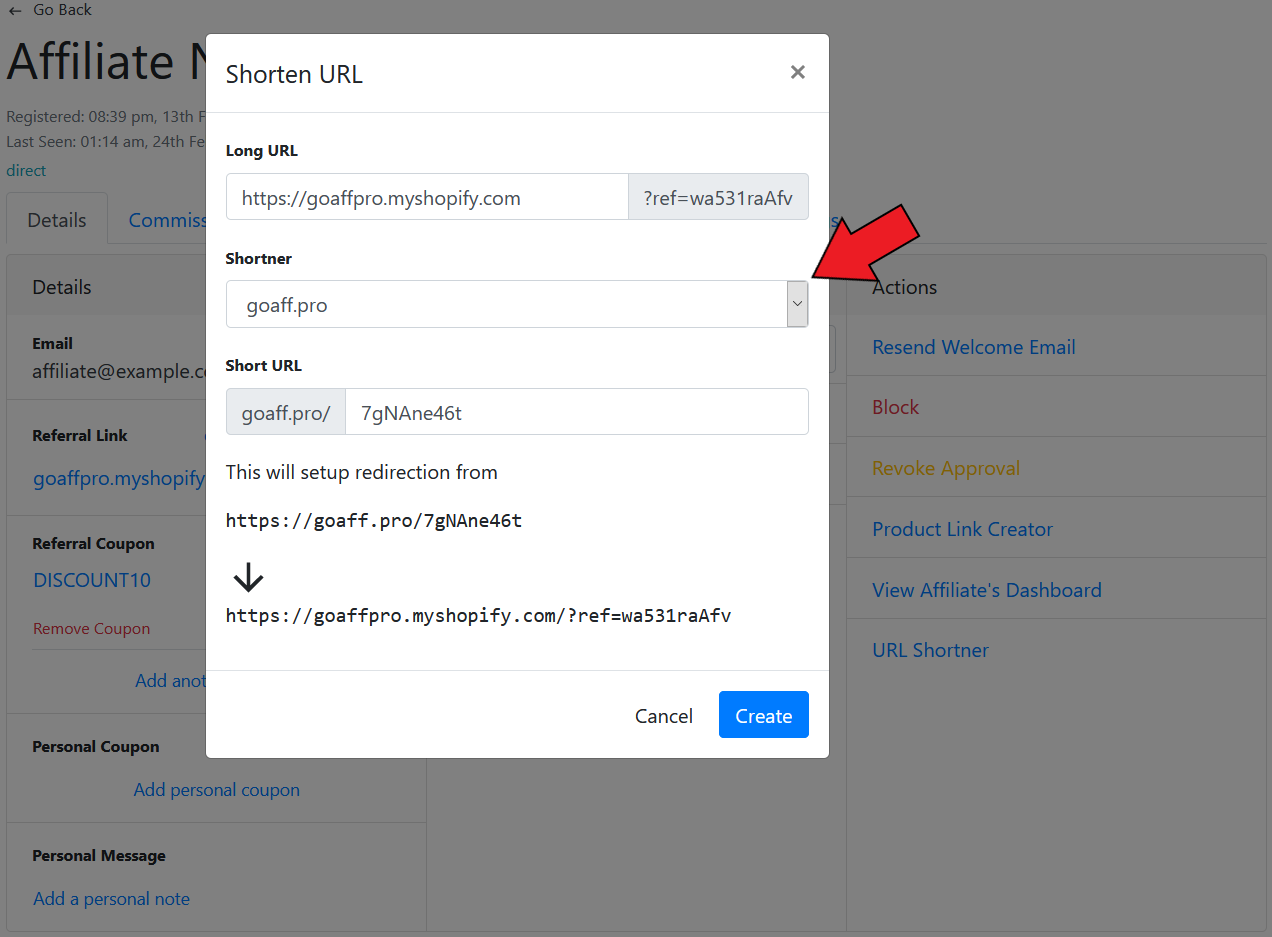 ← Go Back
Affiliate
Registered: 08:39 pm, 13th F
Last Seen: 01:14 am, 24th Fe
direct
Details
Commiss
s
Details
Email
affiliate@example.c
Referral Link
goaffpro.myshopify
Referral Coupon
DISCOUNT10
Remove Coupon
Add anot
Personal Coupon
Add personal coupon
Personal Message
Add a personal note
Shorten URL
×
Long URL
https://goaffpro.myshopify.com ?ref=wa531raAfv
Shortner
goaff.pro
Short URL
goaff.pro/ 7gNAne46t
This will setup redirection from
https://goaff.pro/7gNAne46t
↓
https://goaffpro.myshopify.com/?ref=wa531raAfv
Cancel Create
Actions
Resend Welcome Email
Block
Revoke Approval
Product Link Creator
View Affiliate's Dashboard
URL Shortner